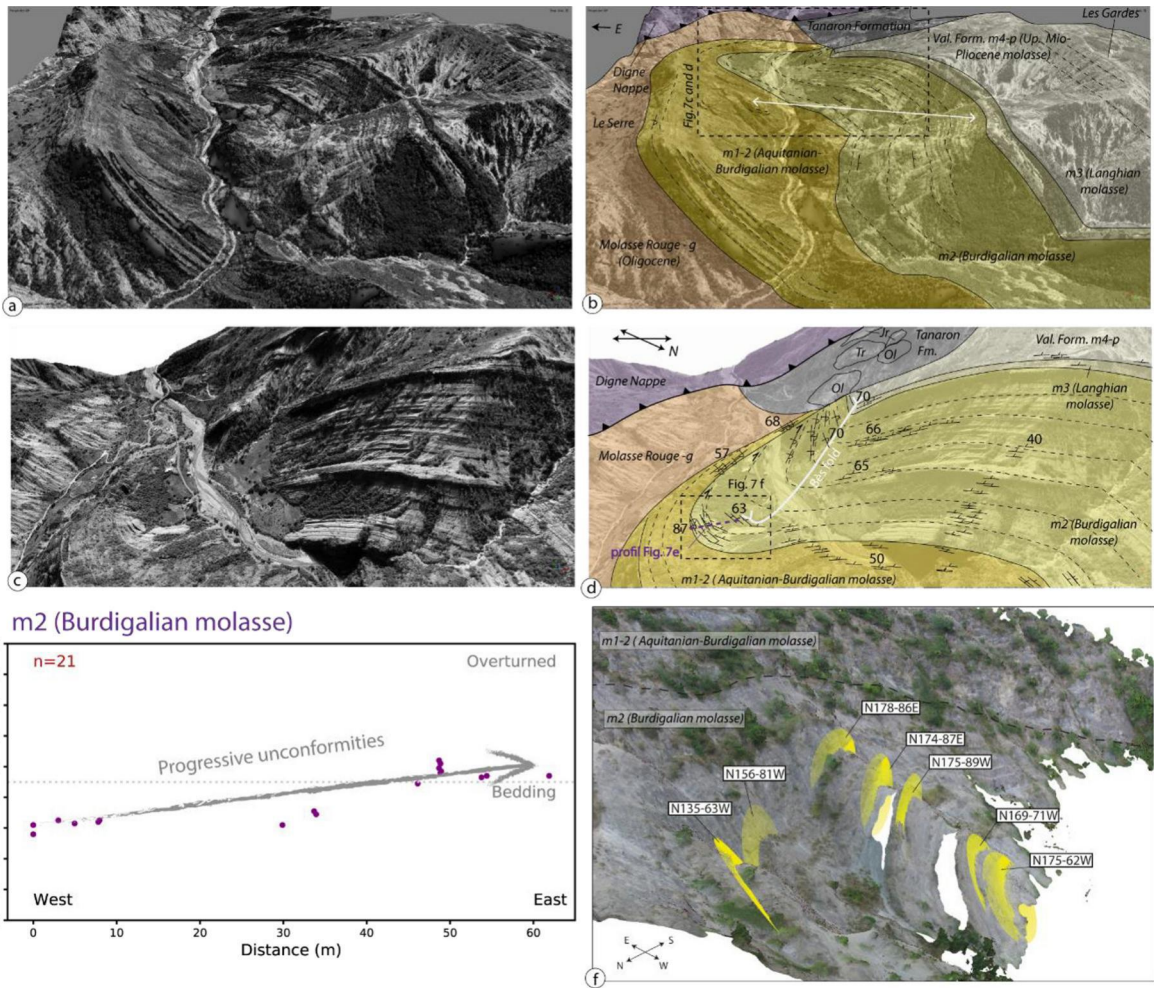 a
← E
Tanaron Formation
Les Gardes
Val. Form. m4-p (Up. Mio-
Pliocene molasse)
Digne
Nappe
Fig.7c and d
Le Serre
m1-2 (Aquitanian-
Burdigalian molasse)
m3 (Langhian
molasse)
Molasse Rouge - g
(Oligocene)
m2 (Burdigalian molasse)
b
c
N
Jr
Tanaron
Fm.
Tr
Ol
Val. Form. m4-p
Digne Nappe
Ol
m3 (Langhian
molasse)
70
68
70
66
40
Molasse Rouge -g
57
65
Fig. 7 f
63
87
m2 (Burdigalian
molasse)
profil Fig. 7e
50
m1-2 ( Aquitanian-Burdigalian molasse)
d
m2 (Burdigalian molasse)
n=21
Overturned
Progressive unconformities
Bedding
West
East
0 10 20 30 40 50 60
Distance (m)
m1-2 ( Aquitanian-Burdigalian molasse)
m2 (Burdigalian molasse)
N178-86E
N174-87E
N175-89W
N156-81W
N135-63W
N169-71W
N175-62W
E S
N W
f